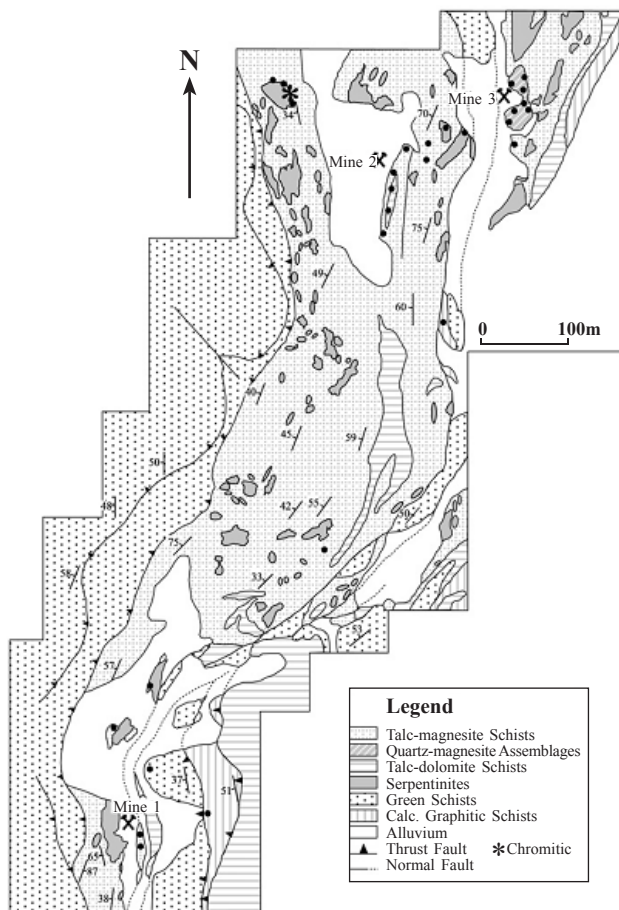 N
Mine 3
34
70
Mine 2
75
49
60
0 100m
40
45
59
50
48
42 55
50
75
58
33
53
57
37
51
Mine 1
65
87
38
Legend
Talc-magnesite Schists
Quartz-magnesite Assemblages
Talc-dolomite Schists
Serpentinites
Green Schists
Calc. Graphitic Schists
Alluvium
Thrust Fault Chromitic
Normal Fault